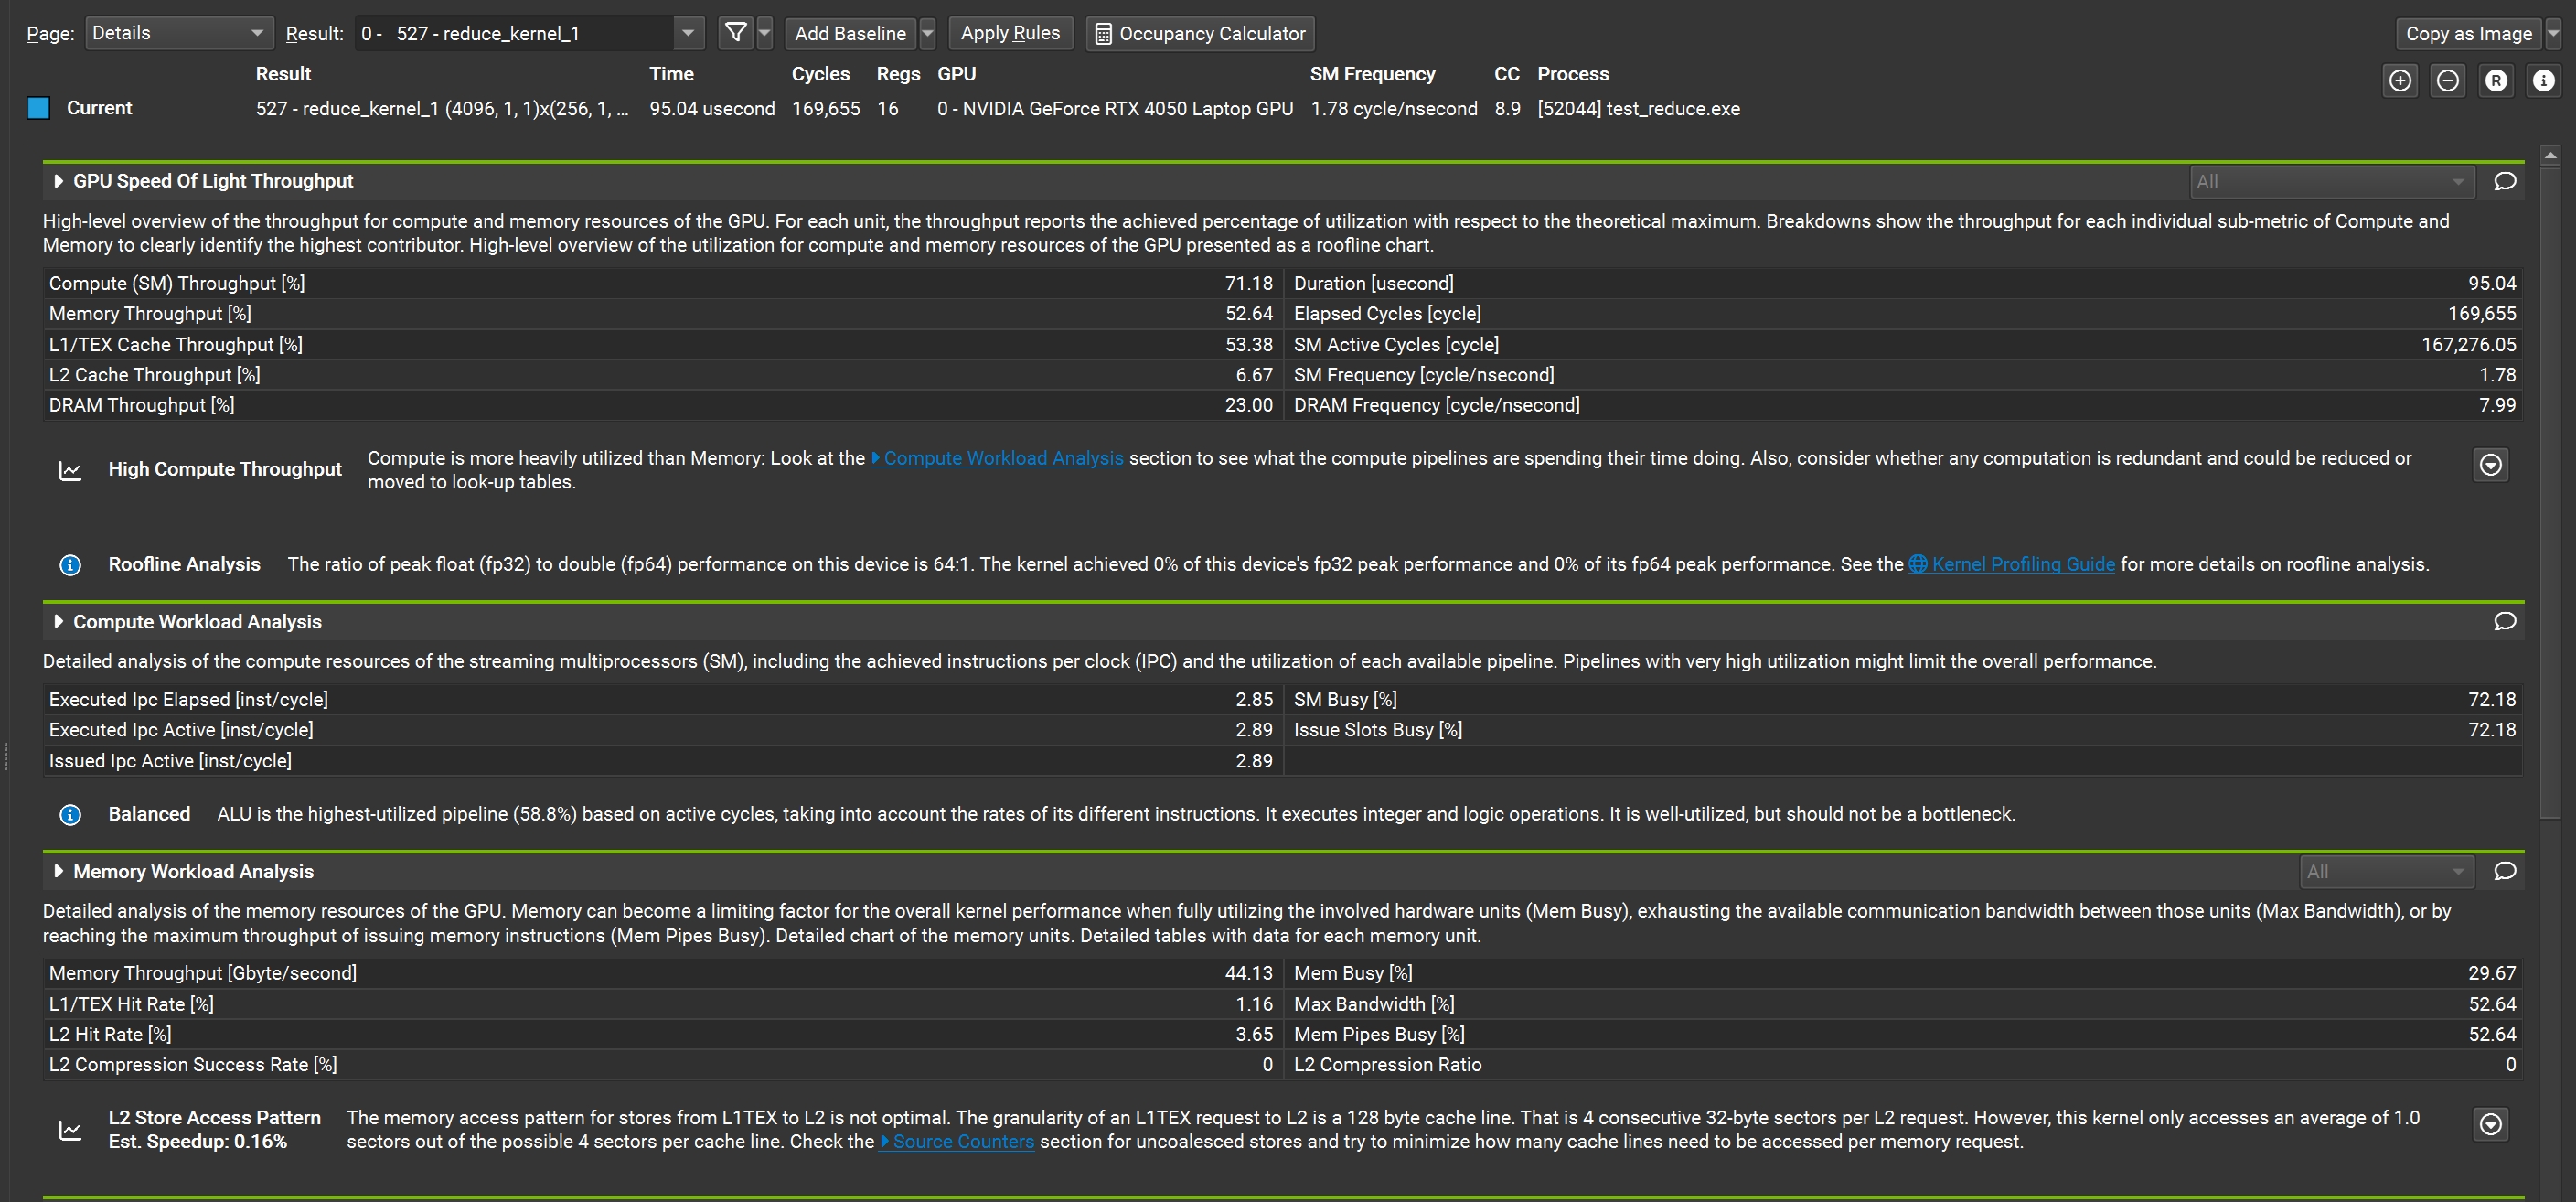 Page: Details Result: 0 - 527 - reduce_kernel_1 Add Baseline Apply Rules Occupancy Calculator Copy as Image
Result Time Cycles Regs GPU SM Frequency CC Process
Current 527 - reduce_kernel_1 (4096, 1, 1)x(256, 1, ... 95.04 usecond 169,655 16 0 - NVIDIA GeForce RTX 4050 Laptop GPU 1.78 cycle/nsecond 8.9 [52044] test_reduce.exe
GPU Speed Of Light Throughput All
High-level overview of the throughput for compute and memory resources of the GPU. For each unit, the throughput reports the achieved percentage of utilization with respect to the theoretical maximum. Breakdowns show the throughput for each individual sub-metric of Compute and
Memory to clearly identify the highest contributor. High-level overview of the utilization for compute and memory resources of the GPU presented as a roofline chart.
Compute (SM) Throughput [%] 71.18 Duration [usecond] 95.04
Memory Throughput [%] 52.64 Elapsed Cycles [cycle] 169,655
L1/TEX Cache Throughput [%] 53.38 SM Active Cycles [cycle] 167,276.05
L2 Cache Throughput [%] 6.67 SM Frequency [cycle/nsecond] 1.78
DRAM Throughput [%] 23.00 DRAM Frequency [cycle/nsecond] 7.99
High Compute Throughput Compute is more heavily utilized than Memory: Look at the Compute Workload Analysis section to see what the compute pipelines are spending their time doing. Also, consider whether any computation is redundant and could be reduced or
moved to look-up tables.
Roofline Analysis The ratio of peak float (fp32) to double (fp64) performance on this device is 64:1. The kernel achieved 0% of this device's fp32 peak performance and 0% of its fp64 peak performance. See the Kernel Profiling Guide for more details on roofline analysis.
Compute Workload Analysis
Detailed analysis of the compute resources of the streaming multiprocessors (SM), including the achieved instructions per clock (IPC) and the utilization of each available pipeline. Pipelines with very high utilization might limit the overall performance.
Executed Ipc Elapsed [inst/cycle] 2.85 SM Busy [%] 72.18
Executed Ipc Active [inst/cycle] 2.89 Issue Slots Busy [%] 72.18
Issued Ipc Active [inst/cycle] 2.89
Balanced ALU is the highest-utilized pipeline (58.8%) based on active cycles, taking into account the rates of its different instructions. It executes integer and logic operations. It is well-utilized, but should not be a bottleneck.
Memory Workload Analysis All
Detailed analysis of the memory resources of the GPU. Memory can become a limiting factor for the overall kernel performance when fully utilizing the involved hardware units (Mem Busy), exhausting the available communication bandwidth between those units (Max Bandwidth), or by
reaching the maximum throughput of issuing memory instructions (Mem Pipes Busy). Detailed chart of the memory units. Detailed tables with data for each memory unit.
Memory Throughput [Gbyte/second] 44.13 Mem Busy [%] 29.67
L1/TEX Hit Rate [%] 1.16 Max Bandwidth [%] 52.64
L2 Hit Rate [%] 3.65 Mem Pipes Busy [%] 52.64
L2 Compression Success Rate [%] 0 L2 Compression Ratio 0
L2 Store Access Pattern The memory access pattern for stores from L1TEX to L2 is not optimal. The granularity of an L1TEX request to L2 is a 128 byte cache line. That is 4 consecutive 32-byte sectors per L2 request. However, this kernel only accesses an average of 1.0
Est. Speedup: 0.16% sectors out of the possible 4 sectors per cache line. Check the Source Counters section for uncoalesced stores and try to minimize how many cache lines need to be accessed per memory request.